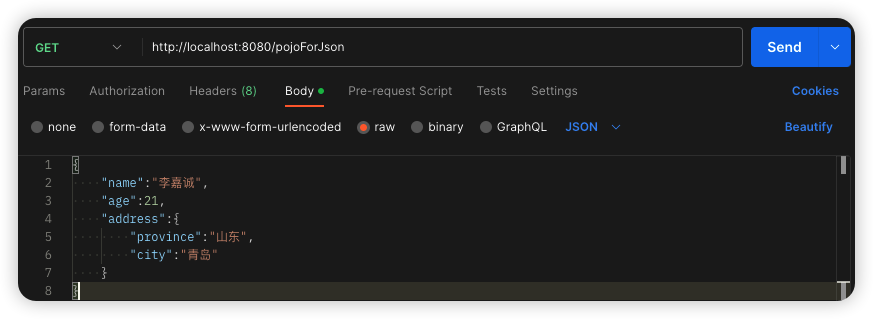 GET http://localhost:8080/pojoForJson Send
Params Authorization Headers (8) Body Pre-request Script Tests Settings Cookies
none form-data x-www-form-urlencoded raw binary GraphQL JSON Beautify
1 {
2 "name":"李嘉诚",
3 "age":21,
4 "address":{
5 "province":"山东",
6 "city":"青岛"
7 }
8 }